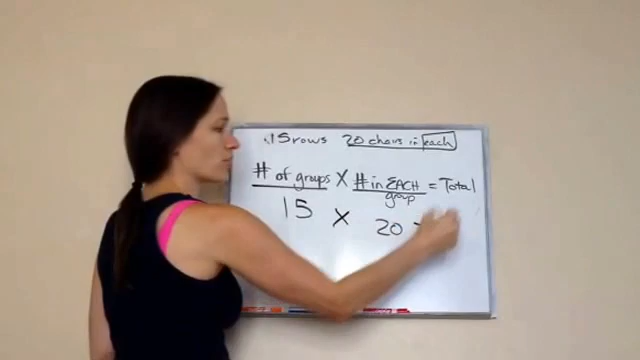 15 rows 20 chairs in each
# of groups X # in EACH group = Total
15 X 20